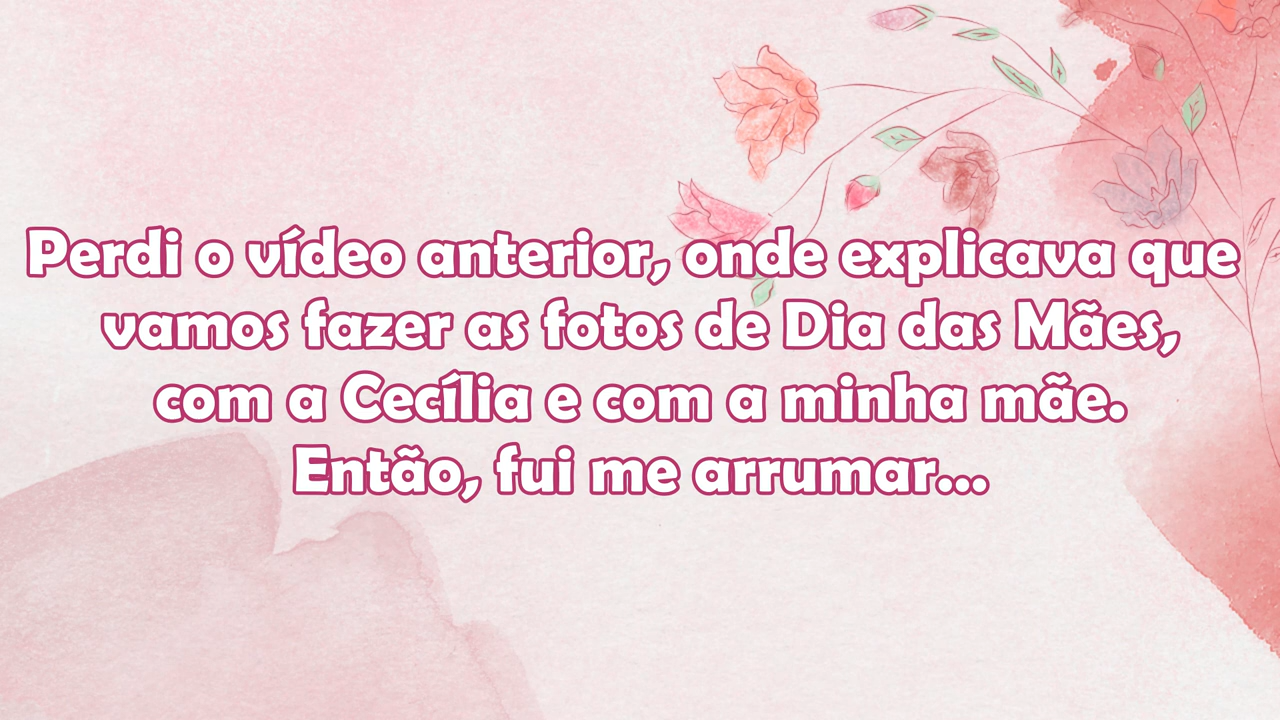 Perdi o vídeo anterior, onde explicava que
vamos fazer as fotos de Dia das Mães,
com a Cecília e com a minha mãe.
Então, fui me arrumar...